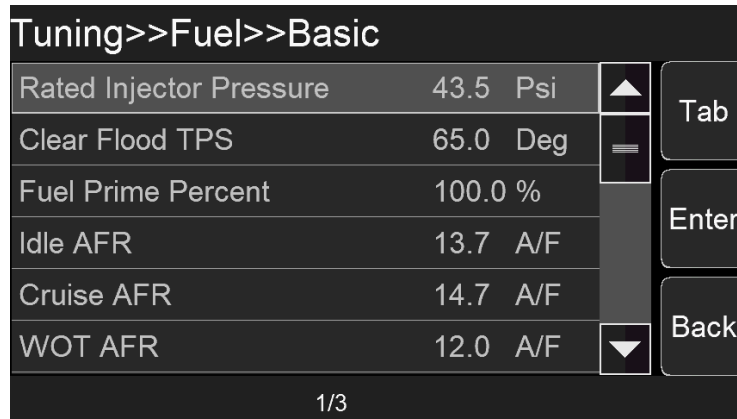 Tuning>>Fuel>>Basic
Rated Injector Pressure 43.5 Psi
Clear Flood TPS 65.0 Deg
Fuel Prime Percent 100.0 %
Idle AFR 13.7 A/F
Cruise AFR 14.7 A/F
WOT AFR 12.0 A/F
Tab
Enter
Back
1/3